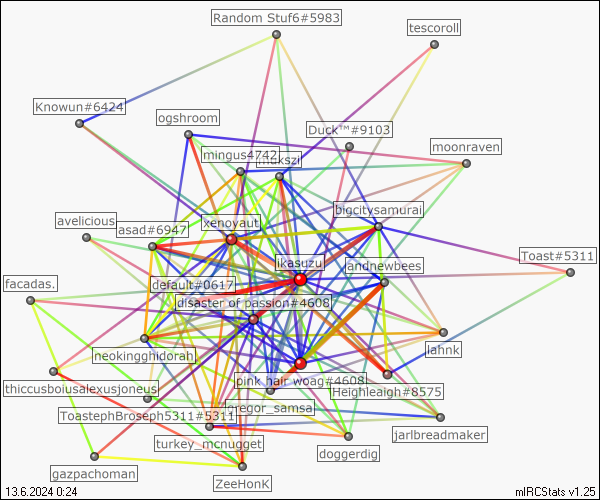 Random Stuf6#5983
tescoroll
Knowun#6424
ogshroom
Duck™#9103
mingus4742
moonraven
avelicious
xenoyaut
bigcitysamurai
asad#6947
Toast#5311
ikasuzu
andnewbees
facadas.
default#0617
disaster of passion#4608
neokingghidorah
lahnk
thiccusboiusalexusjoneus
pink hair woag#4608
Heighleaigh#8575
gregor_samsa
ToastephBroseph5311#5311
jarlbreadmaker
turkey_mcnugget
doggerdig
gazpachoman
ZeeHonK
13.6.2024 0:24
mIRCStats v1.25